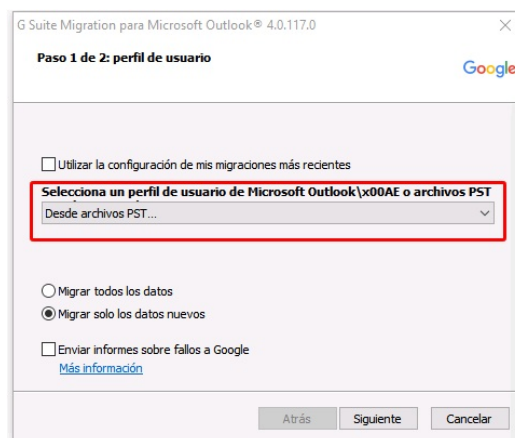 G Suite Migration para Microsoft Outlook® 4.0.117.0
Paso 1 de 2: perfil de usuario
Google
Utilizar la configuración de mis migraciones más recientes
Selecciona un perfil de usuario de Microsoft Outlook\x00AE o archivos PST
Desde archivos PST...
Migrar todos los datos
Migrar solo los datos nuevos
Enviar informes sobre fallos a Google
Más información
Atrás Siguiente Cancelar